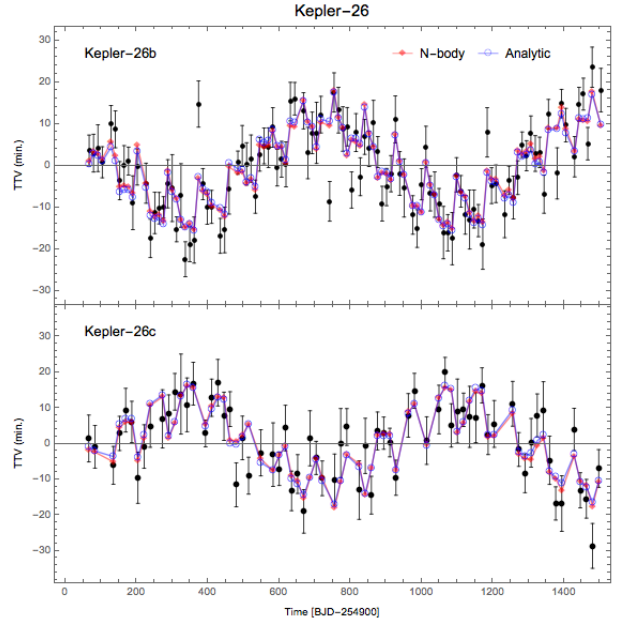 Kepler-26
Kepler-26b
N-body
Analytic
TTV (min.)
30
20
10
0
-10
-20
-30
Kepler-26c
TTV (min.)
30
20
10
0
-10
-20
-30
0 200 400 600 800 1000 1200 1400
Time [BJD-254900]